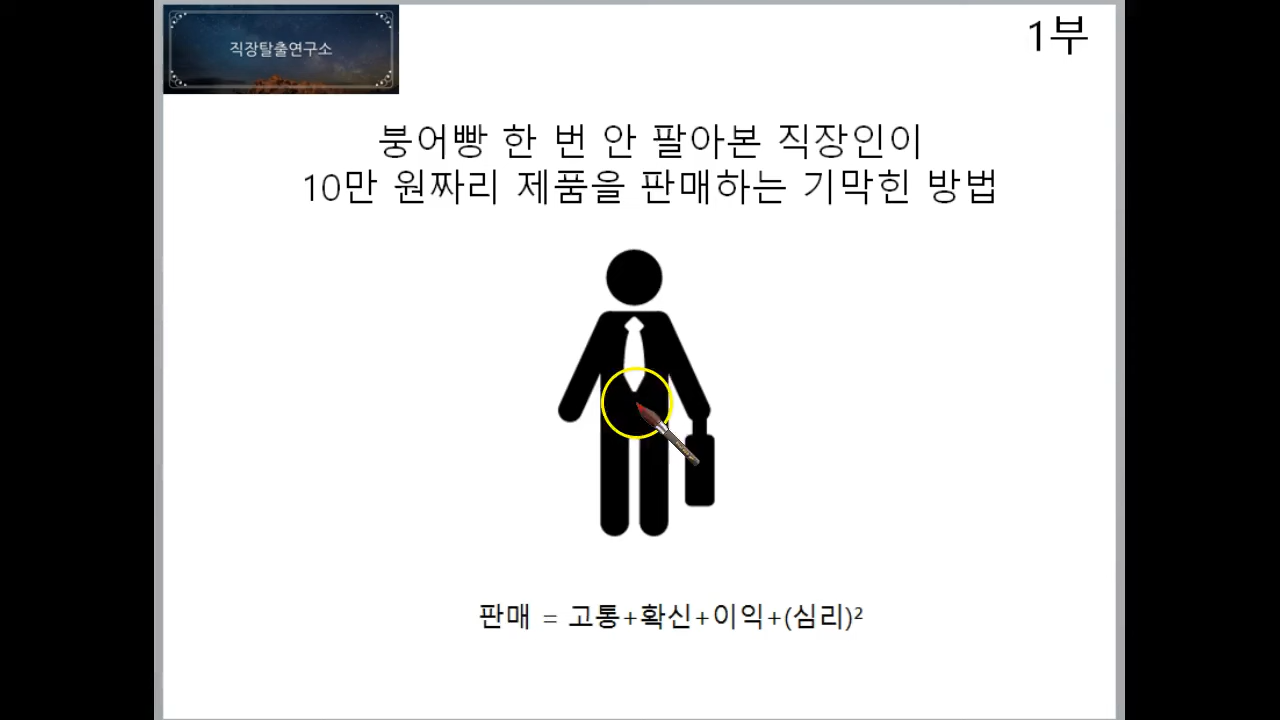 직장탈출연구소
1부
붕어빵 한 번 안 팔아본 직장인이
10만 원짜리 제품을 판매하는 기막힌 방법
판매 = 고통+확신+이익+(심리)²